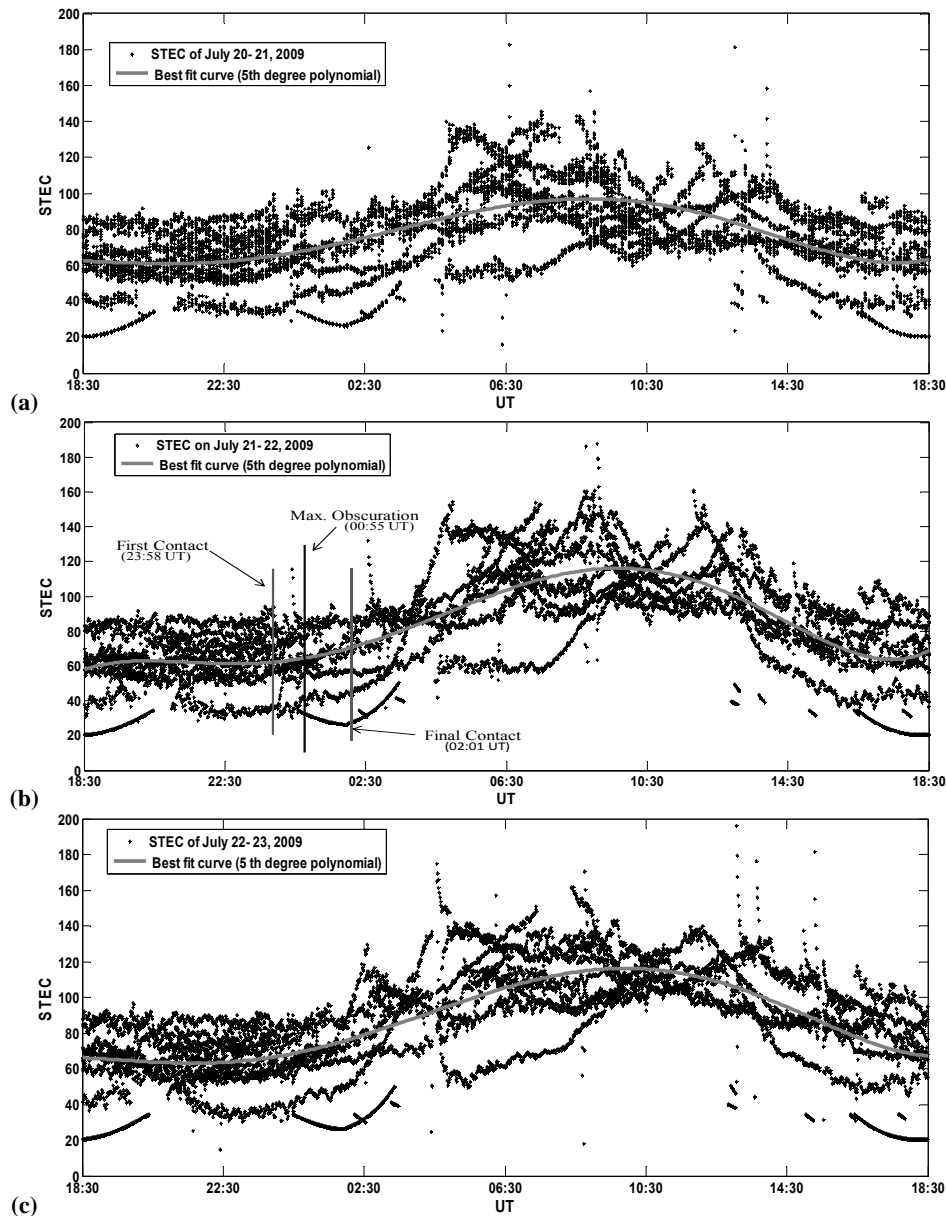 200
180
160
140
120
100
80
60
40
20
0
STEC
STEC of July 20- 21, 2009
Best fit curve (5th degree polynomial)
18:30 22:30 02:30 06:30 10:30 14:30 18:30
UT
(a)
200
180
160
140
120
100
80
60
40
20
0
STEC
STEC on July 21- 22, 2009
Best fit curve (5th degree polynomial)
Max. Obscuration
(00:55 UT)
First Contact
(23:58 UT)
Final Contact
(02:01 UT)
18:30 22:30 02:30 06:30 10:30 14:30 18:30
UT
(b)
200
180
160
140
120
100
80
60
40
20
0
STEC
STEC of July 22- 23, 2009
Best fit curve (5 th degree polynomial)
18:30 22:30 02:30 06:30 10:30 14:30 18:30
UT
(c)